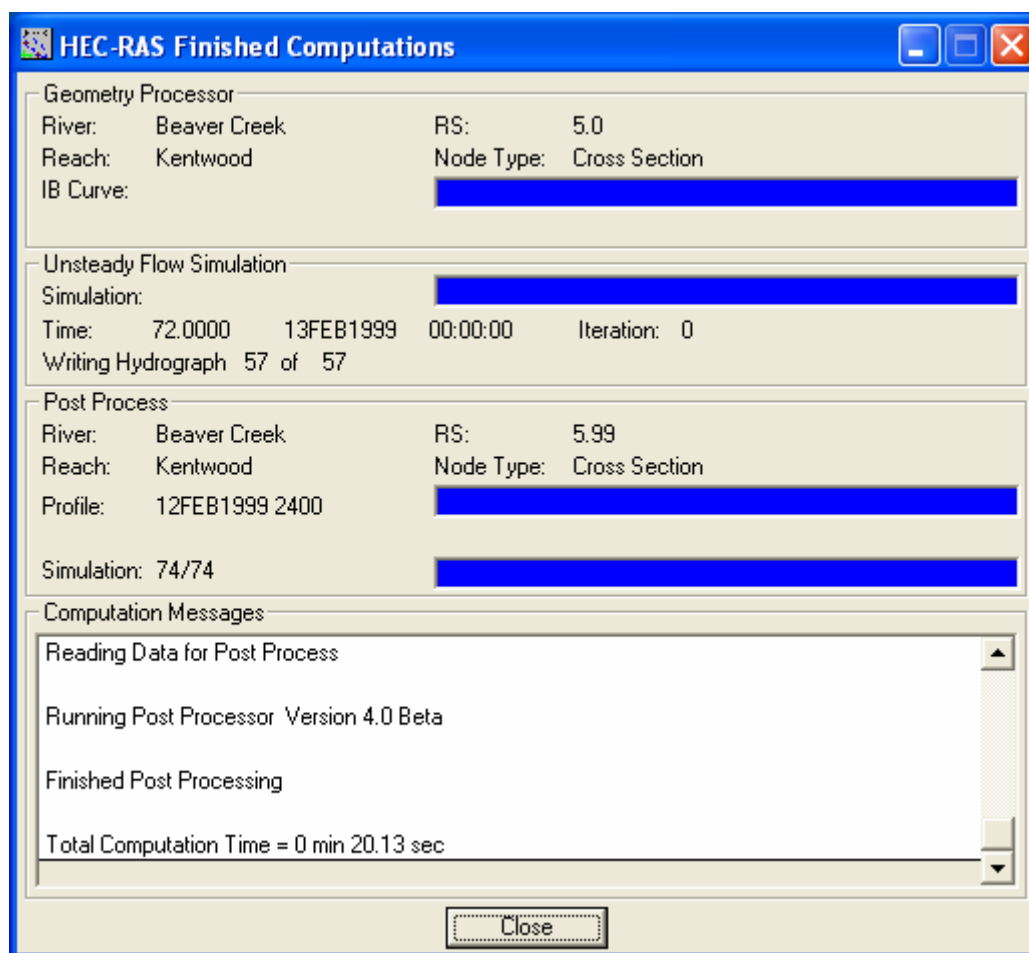 HEC-RAS Finished Computations
Geometry Processor
River: Beaver Creek RS: 5.0
Reach: Kentwood Node Type: Cross Section
IB Curve:
Unsteady Flow Simulation
Simulation:
Time: 72.0000 13FEB1999 00:00:00 Iteration: 0
Writing Hydrograph 57 of 57
Post Process
River: Beaver Creek RS: 5.99
Reach: Kentwood Node Type: Cross Section
Profile: 12FEB1999 2400
Simulation: 74/74
Computation Messages
Reading Data for Post Process
Running Post Processor Version 4.0 Beta
Finished Post Processing
Total Computation Time = 0 min 20.13 sec
Close